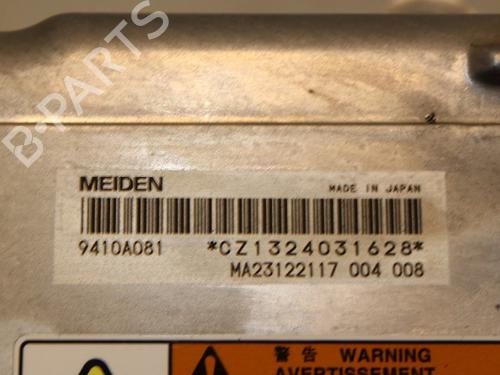 B-PARTS
MEIDEN MADE IN JAPAN
9410A081 *CZ1324031628*
MA23122117 004 008
警告 WARNING
AVERTISSEMENT